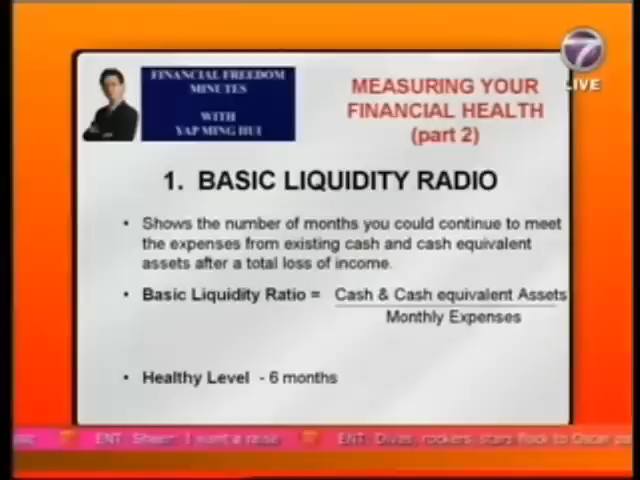 FINANCIAL FREEDOM
MINUTES
WITH
YAP MING HUI
MEASURING YOUR
FINANCIAL HEALTH
(part 2)
7
LIVE
1. BASIC LIQUIDITY RADIO
• Shows the number of months you could continue to meet
the expenses from existing cash and cash equivalent
assets after a total loss of income.
• Basic Liquidity Ratio = Cash & Cash equivalent Assets
Monthly Expenses
• Healthy Level - 6 months
ENT: Sheen: I want a raise ENT: Divas, rockers, stars flock to Oscar